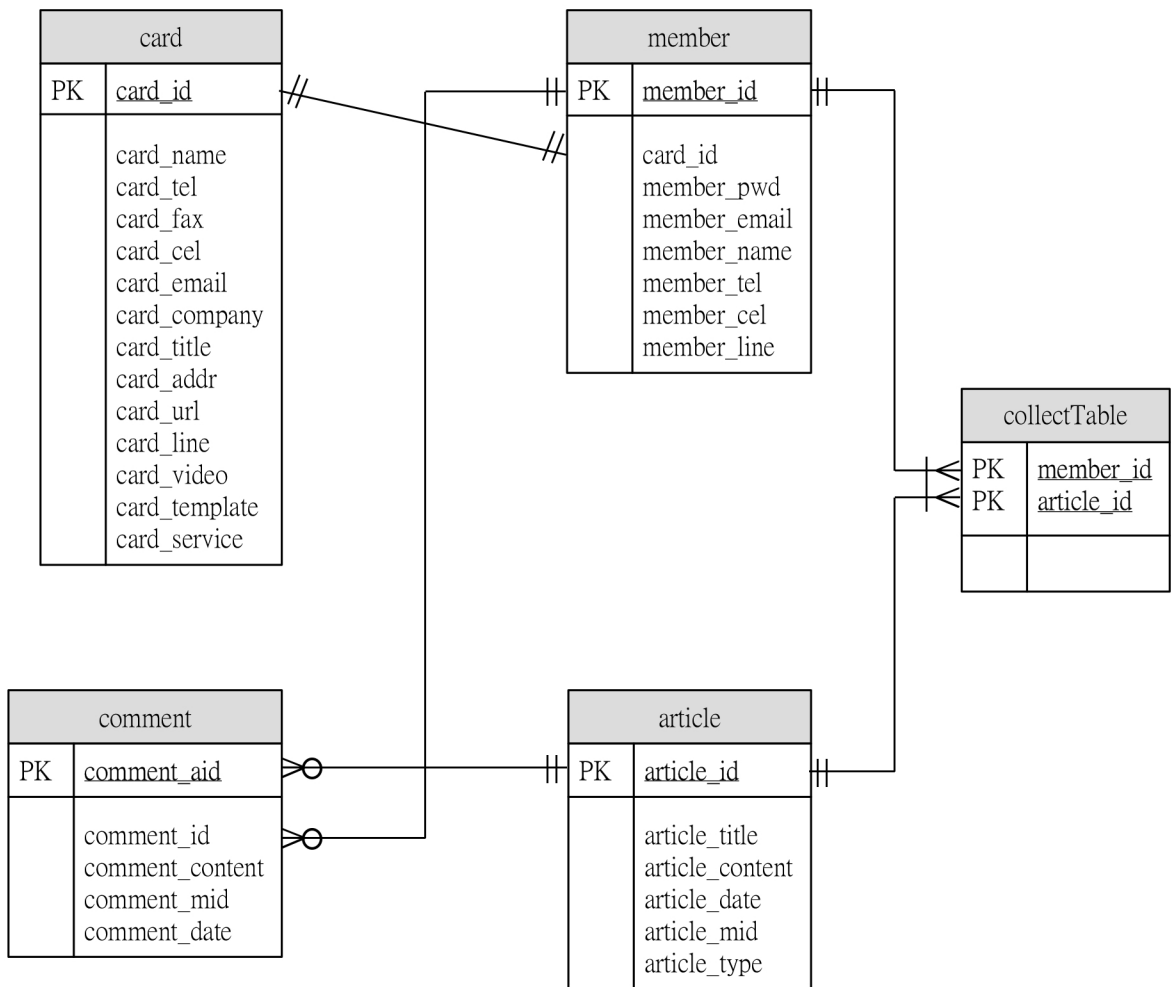 card
PK card_id
card_name
card_tel
card_fax
card_cel
card_email
card_company
card_title
card_addr
card_url
card_line
card_video
card_template
card_service
member
PK member_id
card_id
member_pwd
member_email
member_name
member_tel
member_cel
member_line
collectTable
PK member_id
PK article_id
comment
PK comment_aid
comment_id
comment_content
comment_mid
comment_date
article
PK article_id
article_title
article_content
article_date
article_mid
article_type